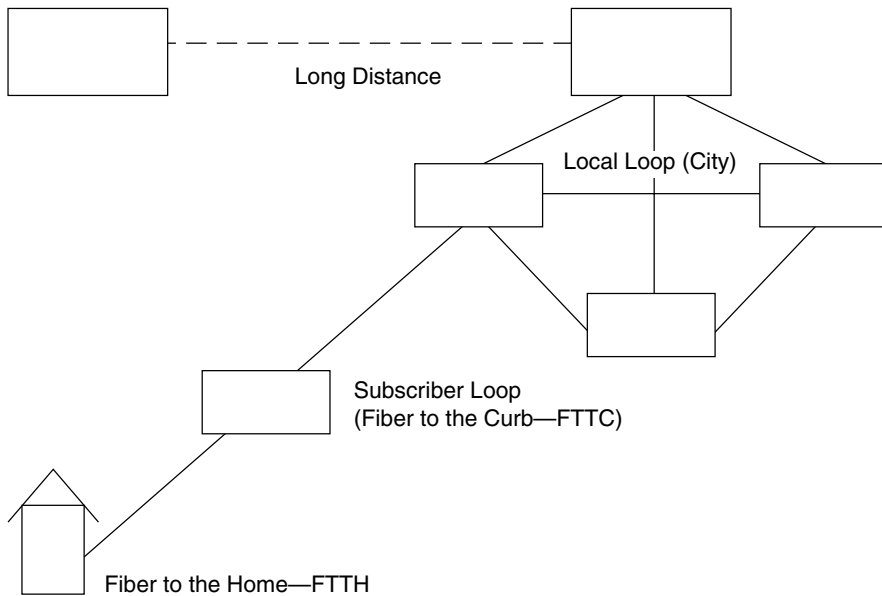 Long Distance
Local Loop (City)
Subscriber Loop
(Fiber to the Curb—FTTC)
Fiber to the Home—FTTH